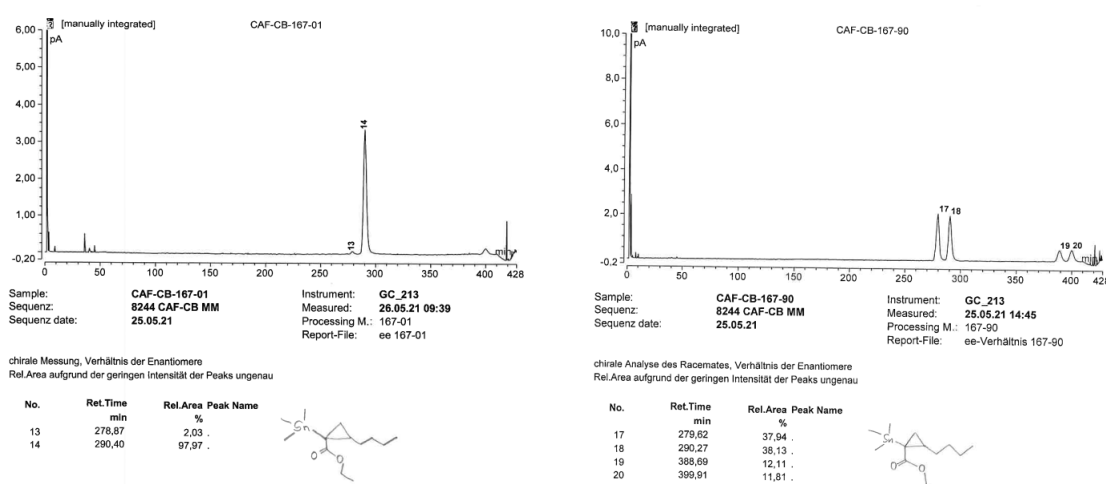 [manually integrated] CAF-CB-167-01
pA
6,00
5,00
4,00
3,00
2,00
1,00
-0,20
14
13
0 50 100 150 200 250 300 350 400 428
Sample: CAF-CB-167-01 Instrument: GC_213
Sequenz: 8244 CAF-CB MM Measured: 26.05.21 09:39
Sequenz date: 25.05.21 Processing M.: 167-01
Report-File: ee 167-01
chirale Messung, Verhältnis der Enantiomere
Rel.Area aufgrund der geringen Intensität der Peaks ungenau
No. Ret.Time Rel.Area Peak Name
min %
13 278,87 2,03 .
14 290,40 97,97 .
Sn
O
O
[manually integrated] CAF-CB-167-90
pA
10,0
8,0
6,0
4,0
2,0
-0,2
17 18
19 20
0 50 100 150 200 250 300 350 428
Sample: CAF-CB-167-90 Instrument: GC_213
Sequenz: 8244 CAF-CB MM Measured: 25.05.21 14:45
Sequenz date: 25.05.21 Processing M.: 167-90
Report-File: ee-Verhältnis 167-90
chirale Analyse des Racemates, Verhältnis der Enantiomere
Rel.Area aufgrund der geringen Intensität der Peaks ungenau
No. Ret.Time Rel.Area Peak Name
min %
17 279,62 37,94 .
18 290,27 38,13 .
19 388,69 12,11 .
20 399,91 11,81 .
Sn
O
O